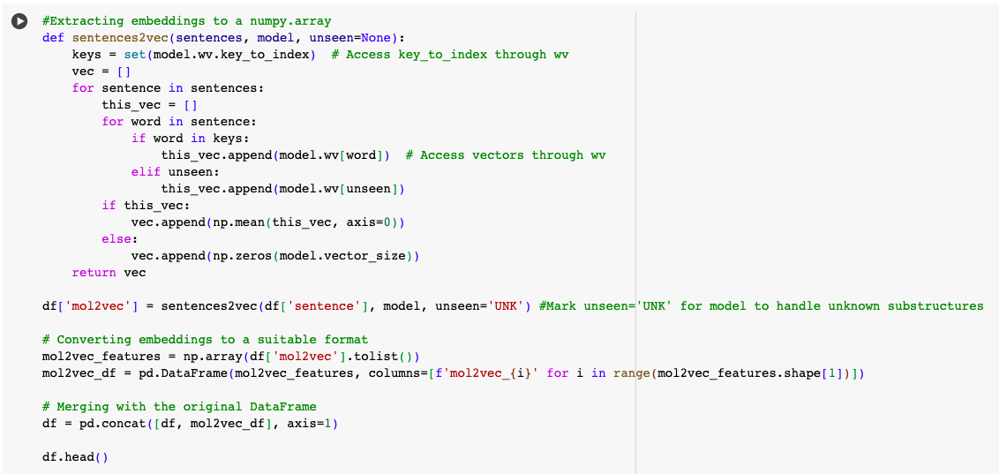 #Extracting embeddings to a numpy.array
def sentences2vec(sentences, model, unseen=None):
    keys = set(model.wv.key_to_index)  # Access key_to_index through wv
    vec = []
    for sentence in sentences:
        this_vec = []
        for word in sentence:
            if word in keys:
                this_vec.append(model.wv[word])  # Access vectors through wv
            elif unseen:
                this_vec.append(model.wv[unseen])
        if this_vec:
            vec.append(np.mean(this_vec, axis=0))
        else:
            vec.append(np.zeros(model.vector_size))
    return vec

df['mol2vec'] = sentences2vec(df['sentence'], model, unseen='UNK') #Mark unseen='UNK' for model to handle unknown substructures

# Converting embeddings to a suitable format
mol2vec_features = np.array(df['mol2vec'].tolist())
mol2vec_df = pd.DataFrame(mol2vec_features, columns=[f'mol2vec_{i}' for i in range(mol2vec_features.shape[1])])

# Merging with the original DataFrame
df = pd.concat([df, mol2vec_df], axis=1)

df.head()